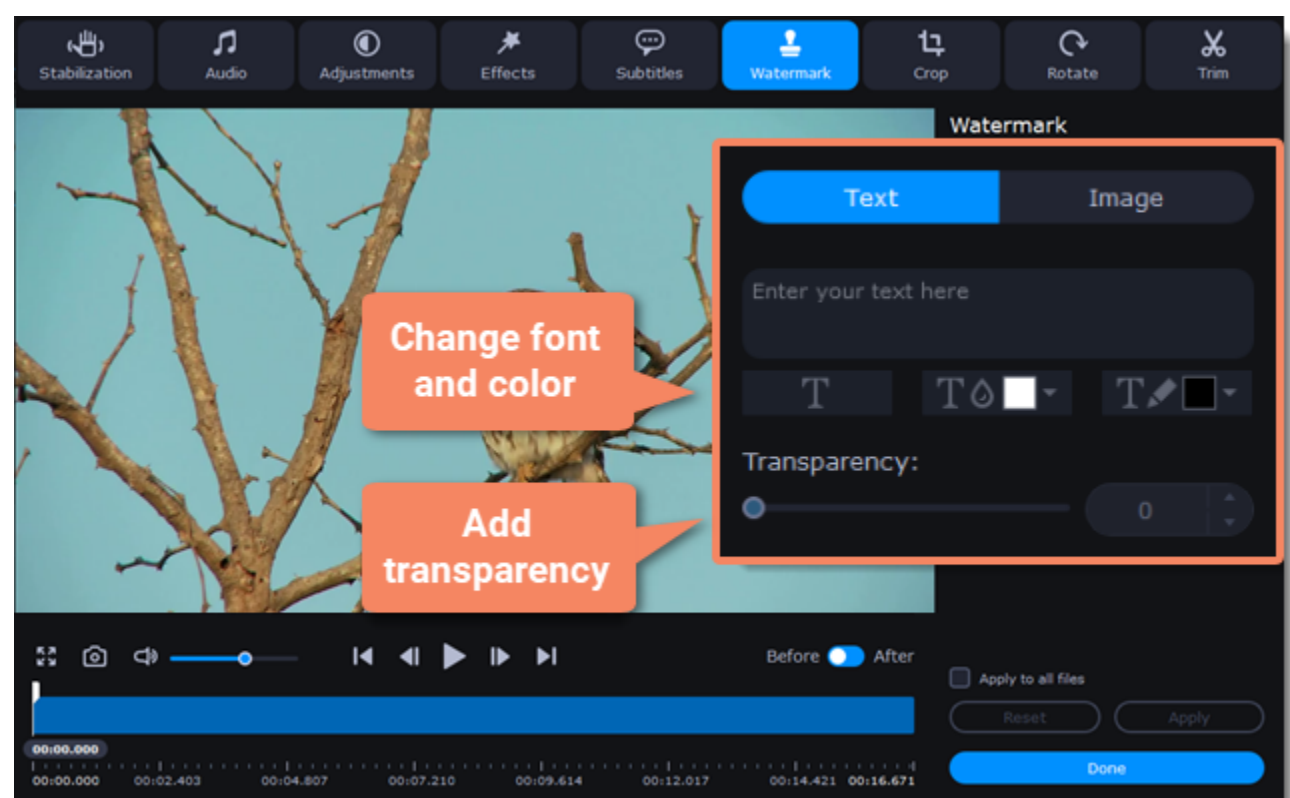 Stabilization
Audio
Adjustments
Effects
Subtitles
Watermark
Crop
Rotate
Trim
Watermark
Text
Image
Enter your text here
Change font
and color
T
T
T
Transparency:
0
Add
transparency
Before
After
Apply to all files
Reset
Apply
00:00.000
00:00.000
00:02.403
00:04.807
00:07.210
00:09.614
00:12.017
00:14.421
00:16.671
Done